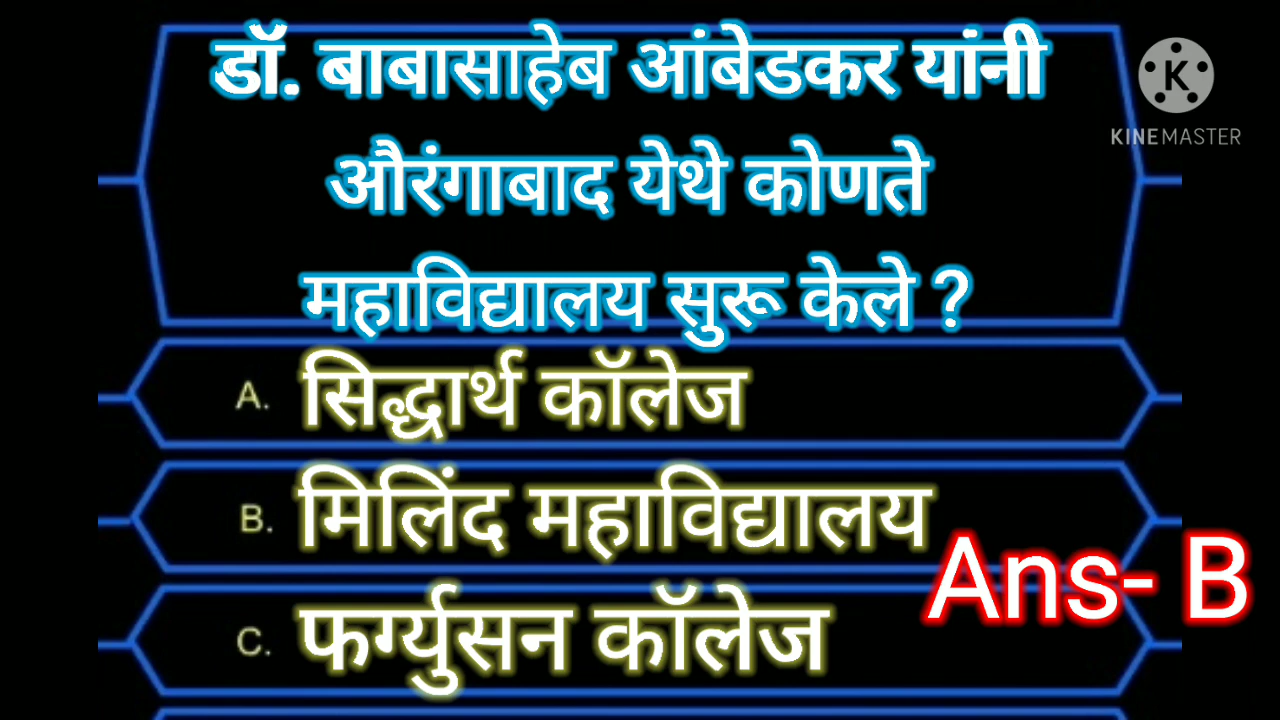 डॉ. बाबासाहेब आंबेडकर यांनी
औरंगाबाद येथे कोणते
महाविद्यालय सुरू केले ?
KINEMASTER
A. सिद्धार्थ कॉलेज
B. मिलिंद महाविद्यालय
Ans- B
C. फर्ग्युसन कॉलेज